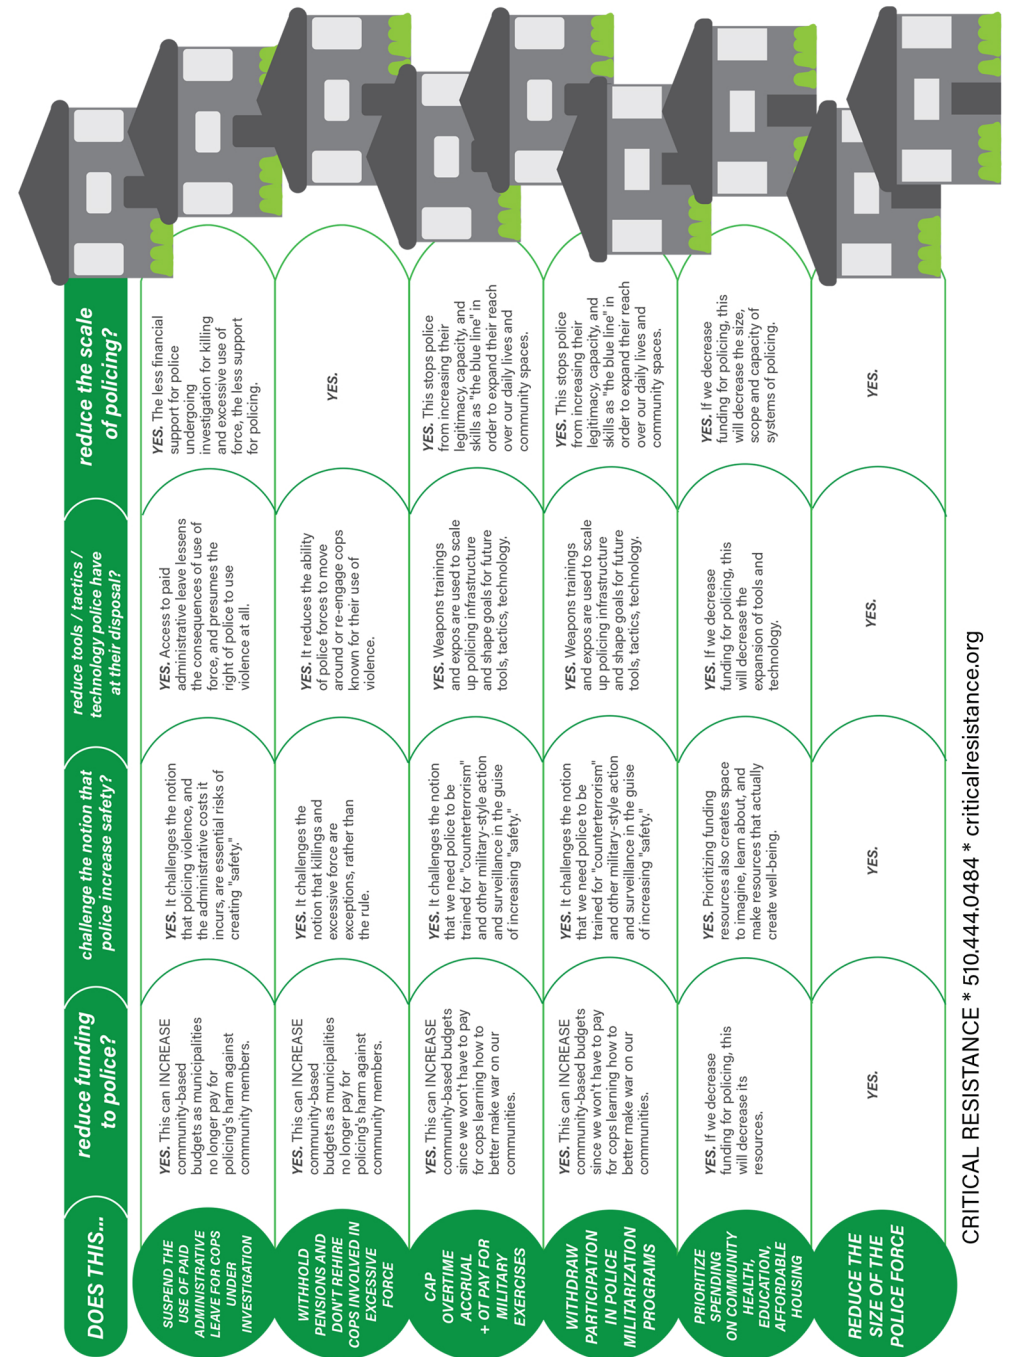 DOES THIS...
reduce funding
to police?
challenge the notion that
police increase safety?
reduce tools / tactics /
technology police have
at their disposal?
reduce the scale
of policing?
SUSPEND THE
USE OF PAID
ADMINISTRATIVE
LEAVE FOR COPS
UNDER
INVESTIGATION
YES. This can INCREASE
community-based
budgets as municipalities
no longer pay for
policing's harm against
community members.
YES. It challenges the notion
that policing violence, and
the administrative costs it
incurs, are essential risks of
creating "safety."
YES. Access to paid
administrative leave lessens
the consequences of use of
force, and presumes the
right of police to use
violence at all.
YES. The less financial
support for police
undergoing
investigation for killing
and excessive use of
force, the less support
for policing.
WITHHOLD
PENSIONS AND
DON'T REHIRE
COPS INVOLVED IN
EXCESSIVE
FORCE
YES. This can INCREASE
community-based
budgets as municipalities
no longer pay for
policing's harm against
community members.
YES. It challenges the
notion that killings and
excessive force are
exceptions, rather than
the rule.
YES. It reduces the ability
of police forces to move
around or re-engage cops
known for their use of
violence.
YES.
CAP
OVERTIME
ACCRUAL
+ OT PAY FOR
MILITARY
EXERCISES
YES. This can INCREASE
community-based budgets
since we won't have to pay
for cops learning how to
better make war on our
communities.
YES. It challenges the notion
that we need police to be
trained for "counterterrorism"
and other military-style action
and surveillance in the guise
of increasing "safety."
YES. Weapons trainings
and expos are used to scale
up policing infrastructure
and shape goals for future
tools, tactics, technology.
YES. This stops police
from increasing their
legitimacy, capacity, and
skills as "the blue line" in
order to expand their reach
over our daily lives and
community spaces.
WITHDRAW
PARTICIPATION
IN POLICE
MILITARIZATION
PROGRAMS
YES. This can INCREASE
community-based budgets
since we won't have to pay
for cops learning how to
better make war on our
communities.
YES. It challenges the notion
that we need police to be
trained for "counterterrorism"
and other military-style action
and surveillance in the guise
of increasing "safety."
YES. Weapons trainings
and expos are used to scale
up policing infrastructure
and shape goals for future
tools, tactics, technology.
YES. This stops police
from increasing their
legitimacy, capacity, and
skills as "the blue line" in
order to expand their reach
over our daily lives and
community spaces.
PRIORITIZE
SPENDING
ON COMMUNITY
HEALTH,
EDUCATION,
AFFORDABLE
HOUSING
YES. If we decrease
funding for policing, this
will decrease its
resources.
YES. Prioritizing funding
resources also creates space
to imagine, learn about, and
make resources that actually
create well-being.
YES. If we decrease
funding for policing, this
will decrease the
expansion of tools and
technology.
YES. If we decrease
funding for policing, this
will decrease the size,
scope and capacity of
systems of policing.
REDUCE THE
SIZE OF THE
POLICE FORCE
YES.
YES.
YES.
YES.
CRITICAL RESISTANCE * 510.444.0484 * criticalresistance.org